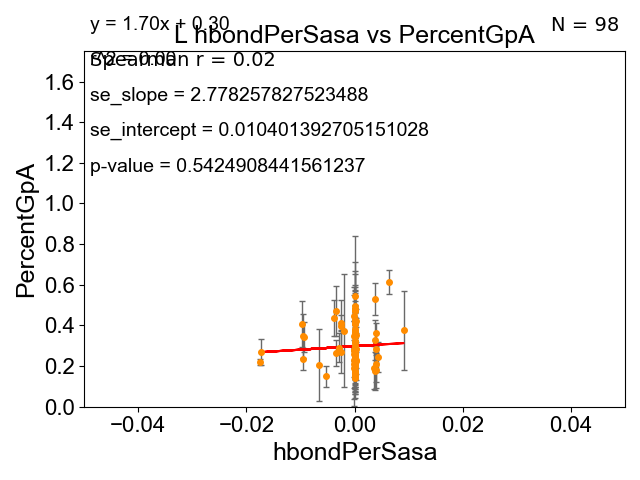 y = 1.70x + 0.30
N = 98
L hbondPerSasa vs PercentGpA
Spearman r = 0.02
se_slope = 2.778257827523488
se_intercept = 0.010401392705151028
p-value = 0.5424908441561237
PercentGpA
1.6
1.4
1.2
1.0
0.8
0.6
0.4
0.2
0.0
−0.04
−0.02
0.00
0.02
0.04
hbondPerSasa